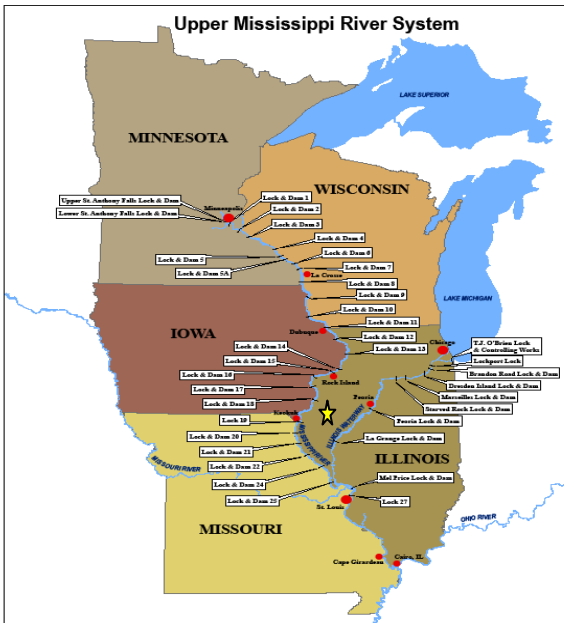 Upper Mississippi River System
LAKE SUPERIOR
MINNESOTA
WISCONSIN
Upper St. Anthony Falls Lock & Dam
Minneapolis
Lock & Dam 1
Lower St. Anthony Falls Lock & Dam
Lock & Dam 2
Lock & Dam 3
Lock & Dam 4
Lock & Dam 5
Lock & Dam 6
Lock & Dam 5A
Lock & Dam 7
La Crosse
Lock & Dam 8
Lock & Dam 9
LAKE MICHIGAN
Lock & Dam 10
IOWA
Dubuque
Lock & Dam 11
Lock & Dam 12
Chicago
Lock & Dam 14
Lock & Dam 13
T.J. O'Brien Lock
& Controlling Works
Lock & Dam 15
Lockport Lock
Lock & Dam 16
Rock Island
Brandon Road Lock & Dam
Lock & Dam 17
Dresden Island Lock & Dam
Marseilles Lock & Dam
Lock & Dam 18
Peoria
Starved Rock Lock & Dam
Keokuk
Lock 19
Peoria Lock & Dam
Lock & Dam 20
MISSISSIPPI RIVER
ILLINOIS WATERWAY
La Grange Lock & Dam
Lock & Dam 21
MISSOURI RIVER
Lock & Dam 22
ILLINOIS
Lock & Dam 24
Mel Price Lock & Dam
Lock & Dam 25
Lock 27
St. Louis
OHIO RIVER
MISSOURI
Cape Girardeau
Cairo, IL